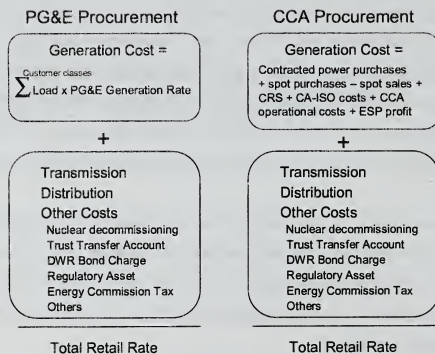 PG&E Procurement
Generation Cost =
Customer classes
∑ Load x PG&E Generation Rate
+
Transmission
Distribution
Other Costs
Nuclear decommissioning
Trust Transfer Account
DWR Bond Charge
Regulatory Asset
Energy Commission Tax
Others
Total Retail Rate
CCA Procurement
Generation Cost =
Contracted power purchases
+ spot purchases – spot sales +
CRS + CA-ISO costs + CCA
operational costs + ESP profit
+
Transmission
Distribution
Other Costs
Nuclear decommissioning
Trust Transfer Account
DWR Bond Charge
Regulatory Asset
Energy Commission Tax
Others
Total Retail Rate